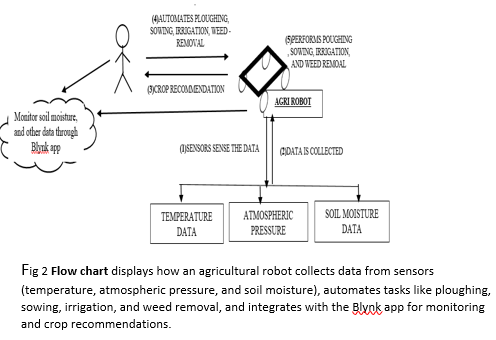 (4)AUTOMATES PLOUGHING,
SOWING, IRRIGATION, WEED -
REMOVAL
(5)PERFORMS POUGHING
, SOWING, IRRIGATION,
AND WEED REMOAL
(3)CROP RECOMMENDATION
AGRI ROBOT
Monitor soil moisture,
and other data through
Blynk app
(1)SENSORS SENSE THE DATA
(2)DATA IS COLLECTED
TEMPERATURE
DATA
ATMOSPHERIC
PRESSURE
SOIL MOISTURE
DATA
Fig 2 Flow chart displays how an agricultural robot collects data from sensors
(temperature, atmospheric pressure, and soil moisture), automates tasks like ploughing,
sowing, irrigation, and weed removal, and integrates with the Blynk app for monitoring
and crop recommendations.